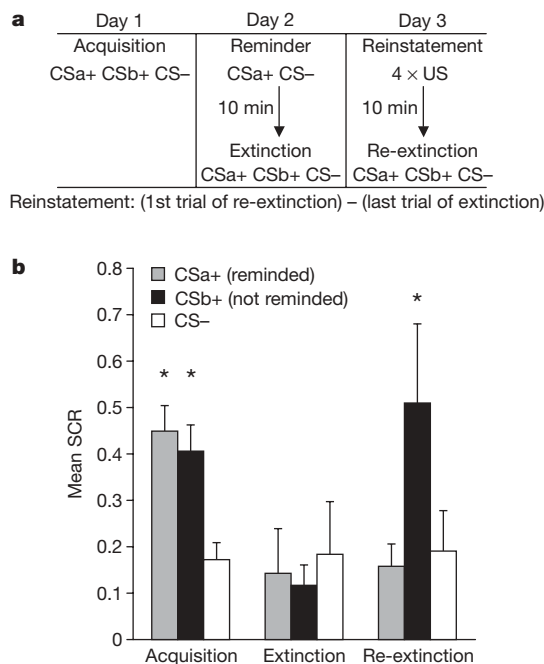 a
Day 1 Day 2 Day 3
Acquisition Reminder Reinstatement
CSa+ CSb+ CS– CSa+ CS– 4 × US
10 min 10 min
Extinction Re-extinction
CSa+ CSb+ CS– CSa+ CSb+ CS–
Reinstatement: (1st trial of re-extinction) – (last trial of extinction)
b
0.8
0.7
0.6
0.5
0.4
0.3
0.2
0.1
0
Mean SCR
CSa+ (reminded)
CSb+ (not reminded)
CS–
* * *
Acquisition Extinction Re-extinction